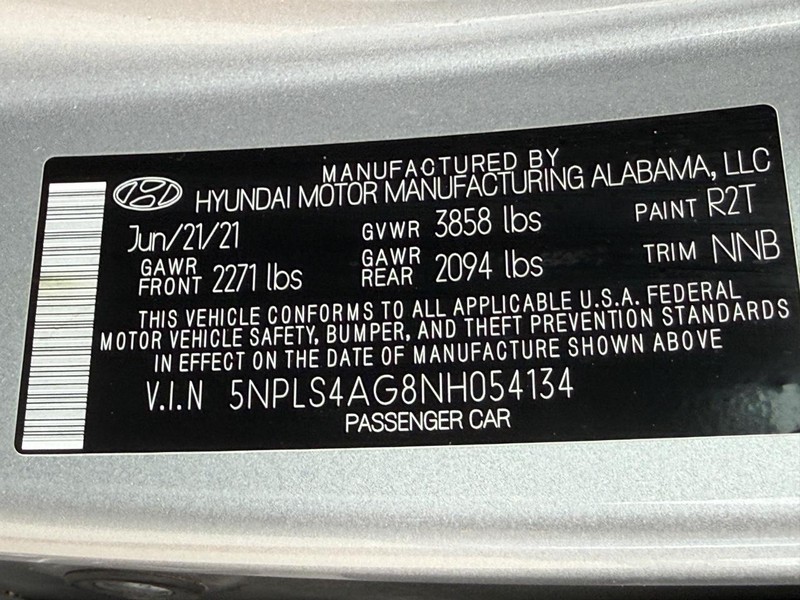 MANUFACTURED BY
HYUNDAI MOTOR MANUFACTURING ALABAMA, LLC
Jun/21/21 GVWR 3858 lbs PAINT R2T
GAWR FRONT 2271 lbs GAWR REAR 2094 lbs TRIM NNB
THIS VEHICLE CONFORMS TO ALL APPLICABLE U.S.A. FEDERAL
MOTOR VEHICLE SAFETY, BUMPER, AND THEFT PREVENTION STANDARDS
IN EFFECT ON THE DATE OF MANUFACTURE SHOWN ABOVE
V.I.N 5NPLS4AG8NH054134
PASSENGER CAR